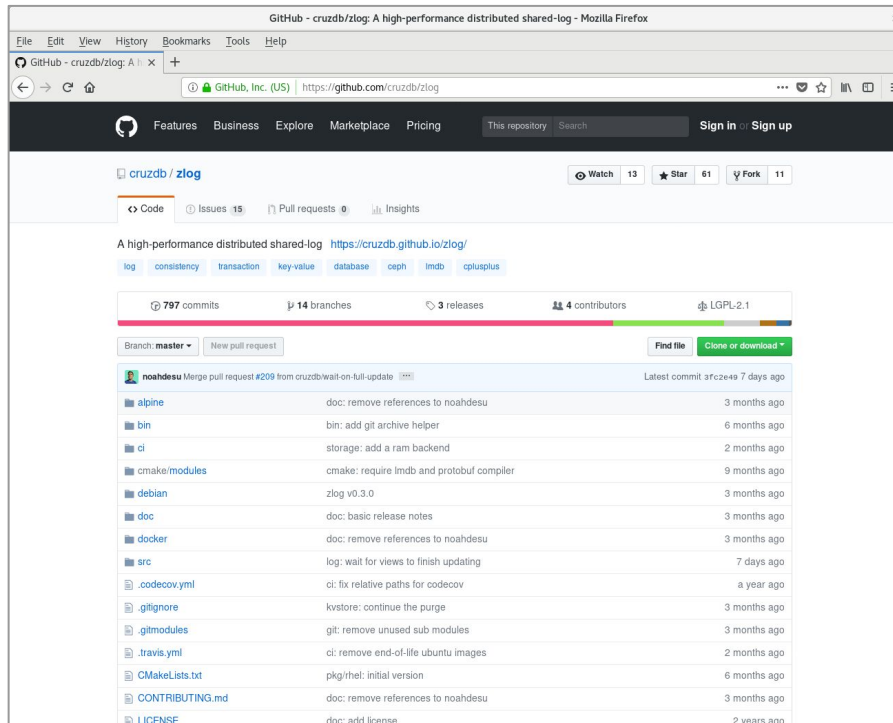 GitHub - cruzdb/zlog: A high-performance distributed shared-log - Mozilla Firefox
File Edit View History Bookmarks Tools Help
GitHub - cruzdb/zlog: A h
GitHub, Inc. (US) https://github.com/cruzdb/zlog
Features Business Explore Marketplace Pricing This repository Search Sign in or Sign up
cruzdb / zlog Watch 13 Star 61 Fork 11
Code Issues 15 Pull requests 0 Insights
A high-performance distributed shared-log https://cruzdb.github.io/zlog/
log consistency transaction key-value database ceph lmdb cplusplus
797 commits 14 branches 3 releases 4 contributors LGPL-2.1
Branch: master New pull request Find file Clone or download
noahdesu Merge pull request #209 from cruzdb/wait-on-full-update Latest commit 3fc2e49 7 days ago
alpine doc: remove references to noahdesu 3 months ago
bin bin: add git archive helper 6 months ago
ci storage: add a ram backend 2 months ago
cmake/modules cmake: require lmdb and protobuf compiler 9 months ago
debian zlog v0.3.0 3 months ago
doc doc: basic release notes 3 months ago
docker doc: remove references to noahdesu 3 months ago
src log: wait for views to finish updating 7 days ago
.codecov.yml ci: fix relative paths for codecov a year ago
.gitignore kvstore: continue the purge 3 months ago
.gitmodules git: remove unused sub modules 3 months ago
.travis.yml ci: remove end-of-life ubuntu images 2 months ago
CMakeLists.txt pkg/rhel: initial version 6 months ago
CONTRIBUTING.md doc: remove references to noahdesu 3 months ago
LICENSE doc: add license 2 years ago